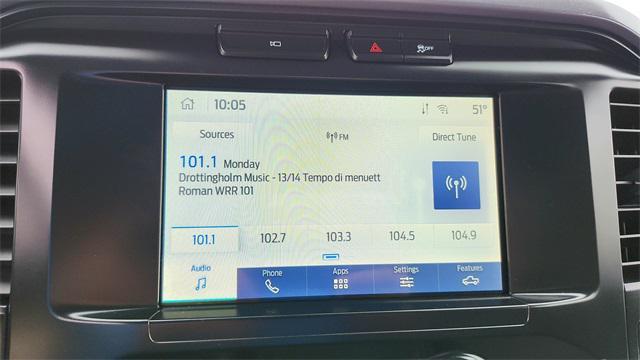 OFF
10:05
51°
Sources
FM
Direct Tune
101.1 Monday
Drottingholm Music - 13/14 Tempo di menuett
Roman WRR 101
101.1 102.7 103.3 104.5 104.9
Audio Phone Apps Settings Features